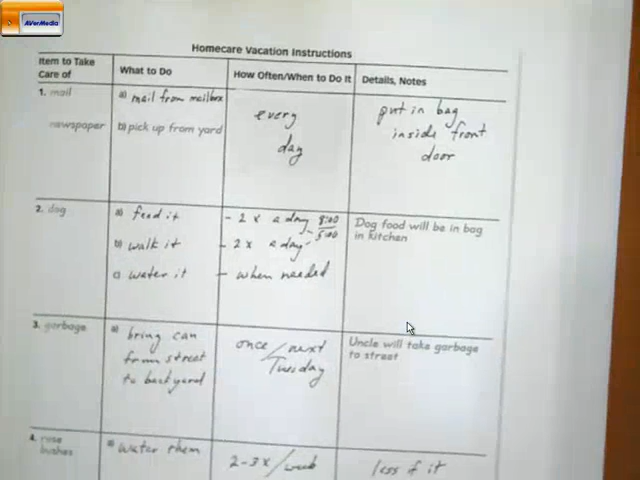 AVerMedia
Homecare Vacation Instructions
Item to Take
Care of
What to Do
How Often/When to Do It
Details, Notes
1. mail
a) mail from mailbox
every
day
put in bag
inside front
door
newspaper
b) pick up from yard
2. dog
a) feed it
- 2 x a day 8:00
5:00
Dog food will be in bag
in kitchen
b) walk it
- 2 x a day
c) water it
- when needed
3. garbage
a) bring can
from street
to backyard
once/next
Tuesday
Uncle will take garbage
to street
4. rose
bushes
a) water them
2-3x/week
less if it